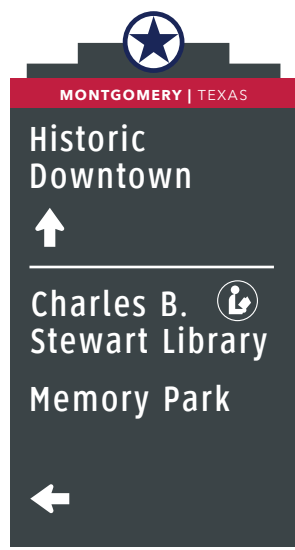 MONTGOMERY | TEXAS
Historic
Downtown
Charles B.
Stewart Library
Memory Park